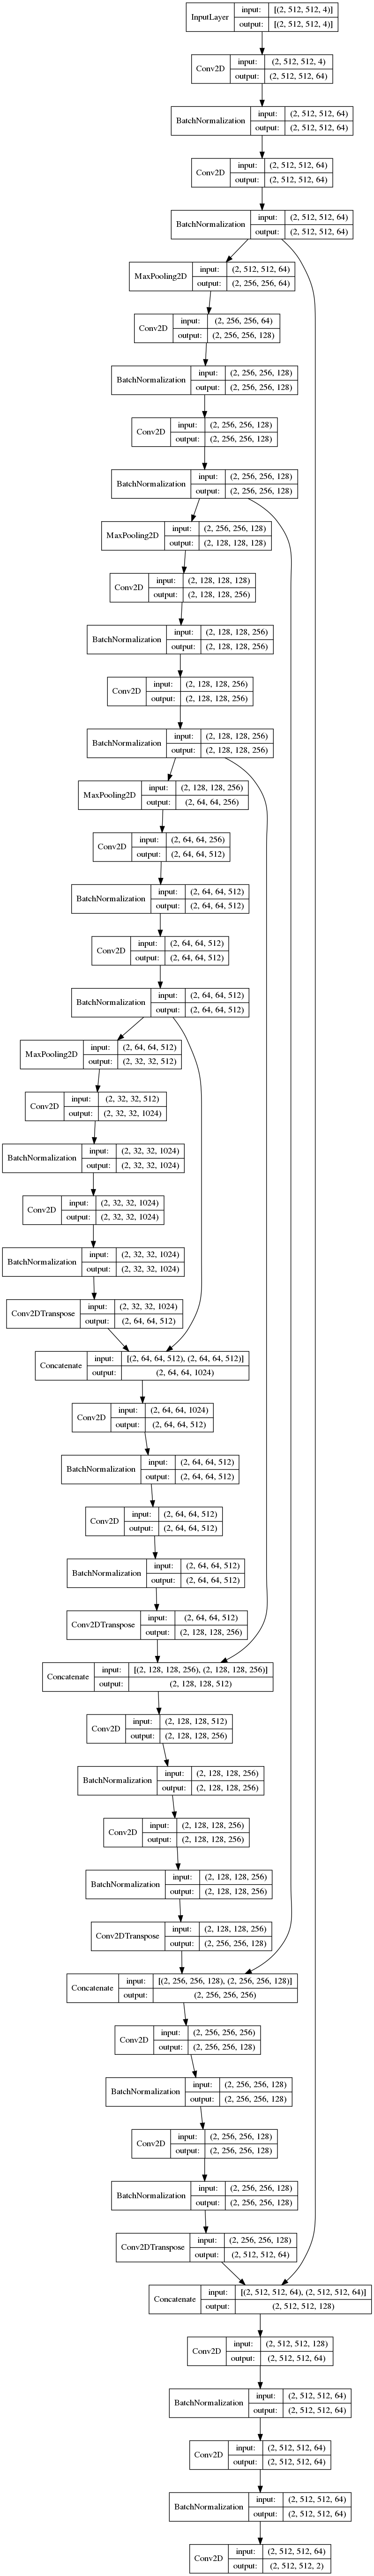 InputLayer
input: [(2, 512, 512, 4)]
output: [(2, 512, 512, 4)]
Conv2D
input: (2, 512, 512, 4)
output: (2, 512, 512, 64)
BatchNormalization
input: (2, 512, 512, 64)
output: (2, 512, 512, 64)
Conv2D
input: (2, 512, 512, 64)
output: (2, 512, 512, 64)
BatchNormalization
input: (2, 512, 512, 64)
output: (2, 512, 512, 64)
MaxPooling2D
input: (2, 512, 512, 64)
output: (2, 256, 256, 64)
Conv2D
input: (2, 256, 256, 64)
output: (2, 256, 256, 128)
BatchNormalization
input: (2, 256, 256, 128)
output: (2, 256, 256, 128)
Conv2D
input: (2, 256, 256, 128)
output: (2, 256, 256, 128)
BatchNormalization
input: (2, 256, 256, 128)
output: (2, 256, 256, 128)
MaxPooling2D
input: (2, 256, 256, 128)
output: (2, 128, 128, 128)
Conv2D
input: (2, 128, 128, 128)
output: (2, 128, 128, 256)
BatchNormalization
input: (2, 128, 128, 256)
output: (2, 128, 128, 256)
Conv2D
input: (2, 128, 128, 256)
output: (2, 128, 128, 256)
BatchNormalization
input: (2, 128, 128, 256)
output: (2, 128, 128, 256)
MaxPooling2D
input: (2, 128, 128, 256)
output: (2, 64, 64, 256)
Conv2D
input: (2, 64, 64, 256)
output: (2, 64, 64, 512)
BatchNormalization
input: (2, 64, 64, 512)
output: (2, 64, 64, 512)
Conv2D
input: (2, 64, 64, 512)
output: (2, 64, 64, 512)
BatchNormalization
input: (2, 64, 64, 512)
output: (2, 64, 64, 512)
MaxPooling2D
input: (2, 64, 64, 512)
output: (2, 32, 32, 512)
Conv2D
input: (2, 32, 32, 512)
output: (2, 32, 32, 1024)
BatchNormalization
input: (2, 32, 32, 1024)
output: (2, 32, 32, 1024)
Conv2D
input: (2, 32, 32, 1024)
output: (2, 32, 32, 1024)
BatchNormalization
input: (2, 32, 32, 1024)
output: (2, 32, 32, 1024)
Conv2DTranspose
input: (2, 32, 32, 1024)
output: (2, 64, 64, 512)
Concatenate
input: [(2, 64, 64, 512), (2, 64, 64, 512)]
output: (2, 64, 64, 1024)
Conv2D
input: (2, 64, 64, 1024)
output: (2, 64, 64, 512)
BatchNormalization
input: (2, 64, 64, 512)
output: (2, 64, 64, 512)
Conv2D
input: (2, 64, 64, 512)
output: (2, 64, 64, 512)
BatchNormalization
input: (2, 64, 64, 512)
output: (2, 64, 64, 512)
Conv2DTranspose
input: (2, 64, 64, 512)
output: (2, 128, 128, 256)
Concatenate
input: [(2, 128, 128, 256), (2, 128, 128, 256)]
output: (2, 128, 128, 512)
Conv2D
input: (2, 128, 128, 512)
output: (2, 128, 128, 256)
BatchNormalization
input: (2, 128, 128, 256)
output: (2, 128, 128, 256)
Conv2D
input: (2, 128, 128, 256)
output: (2, 128, 128, 256)
BatchNormalization
input: (2, 128, 128, 256)
output: (2, 128, 128, 256)
Conv2DTranspose
input: (2, 128, 128, 256)
output: (2, 256, 256, 128)
Concatenate
input: [(2, 256, 256, 128), (2, 256, 256, 128)]
output: (2, 256, 256, 256)
Conv2D
input: (2, 256, 256, 256)
output: (2, 256, 256, 128)
BatchNormalization
input: (2, 256, 256, 128)
output: (2, 256, 256, 128)
Conv2D
input: (2, 256, 256, 128)
output: (2, 256, 256, 128)
BatchNormalization
input: (2, 256, 256, 128)
output: (2, 256, 256, 128)
Conv2DTranspose
input: (2, 256, 256, 128)
output: (2, 512, 512, 64)
Concatenate
input: [(2, 512, 512, 64), (2, 512, 512, 64)]
output: (2, 512, 512, 128)
Conv2D
input: (2, 512, 512, 128)
output: (2, 512, 512, 64)
BatchNormalization
input: (2, 512, 512, 64)
output: (2, 512, 512, 64)
Conv2D
input: (2, 512, 512, 64)
output: (2, 512, 512, 64)
BatchNormalization
input: (2, 512, 512, 64)
output: (2, 512, 512, 64)
Conv2D
input: (2, 512, 512, 64)
output: (2, 512, 512, 2)